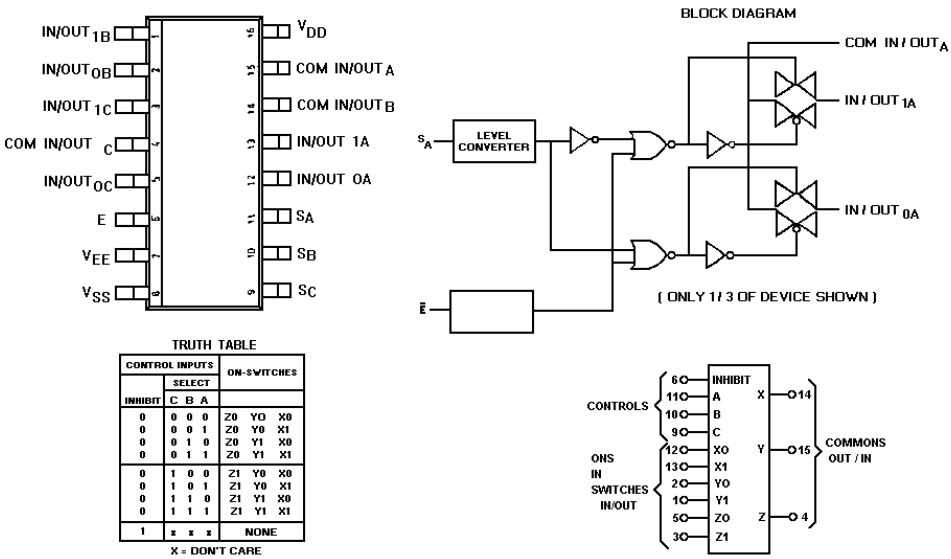 IN/OUT1B 1 16 VDD
IN/OUT0B 2 15 COM IN/OUTA
IN/OUT1C 3 14 COM IN/OUTB
COM IN/OUT C 4 13 IN/OUT 1A
IN/OUT0C 5 12 IN/OUT 0A
E 6 11 SA
VEE 7 10 SB
VSS 8 9 SC
BLOCK DIAGRAM
COM IN / OUTA
IN / OUT1A
SA
LEVEL
CONVERTER
IN / OUT0A
E̅
( ONLY 1 / 3 OF DEVICE SHOWN )
TRUTH TABLE
CONTROL INPUTS ON-SWITCHES
SELECT
INHIBIT C B A
0 0 0 0 Z0 Y0 X0
0 0 0 1 Z0 Y0 X1
0 0 1 0 Z0 Y1 X0
0 0 1 1 Z0 Y1 X1
0 1 0 0 Z1 Y0 X0
0 1 0 1 Z1 Y0 X1
0 1 1 0 Z1 Y1 X0
0 1 1 1 Z1 Y1 X1
1 x x x NONE
X = DON'T CARE
CONTROLS
6 INHIBIT
11 A X 14
10 B
9 C
ONS
IN
SWITCHES
IN/OUT
12 X0
13 X1 Y 15
2 Y0
1 Y1
5 Z0 Z 4
3 Z1
COMMONS
OUT / IN